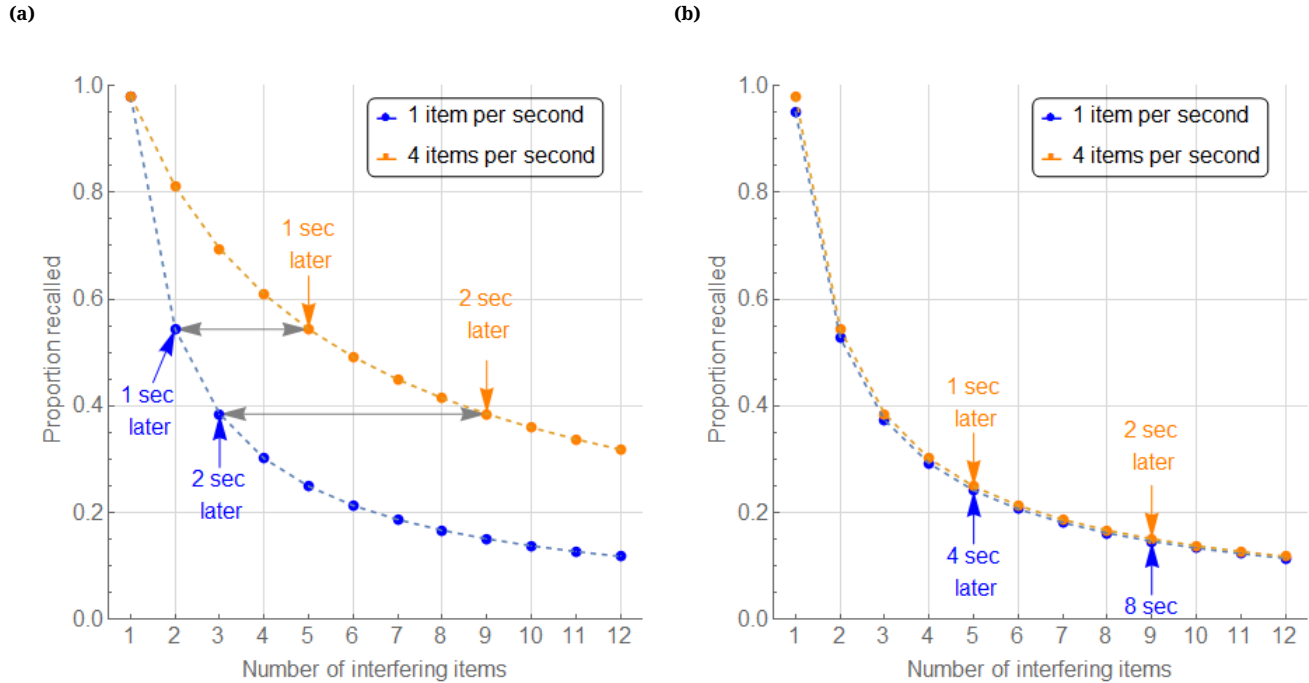 (a)
1.0
0.8
0.6
0.4
0.2
0.0
Proportion recalled
1 item per second
4 items per second
1 sec
later
2 sec
later
1 sec
later
2 sec
later
1 2 3 4 5 6 7 8 9 10 11 12
Number of interfering items
(b)
1.0
0.8
0.6
0.4
0.2
0.0
Proportion recalled
1 item per second
4 items per second
1 sec
later
2 sec
later
4 sec
later
8 sec
1 2 3 4 5 6 7 8 9 10 11 12
Number of interfering items